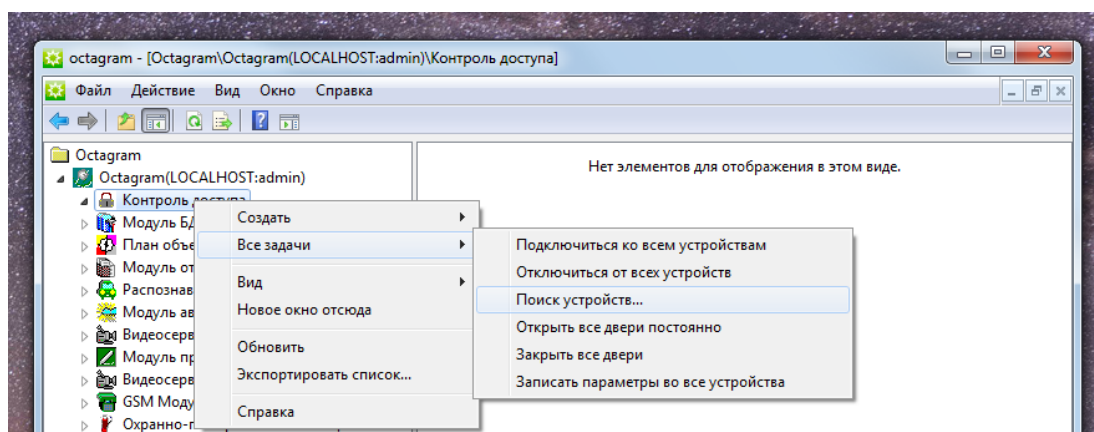 octagram - [Octagram\Octagram(LOCALHOST:admin)\Контроль доступа]
Файл Действие Вид Окно Справка
Octagram
Нет элементов для отображения в этом виде.
Octagram(LOCALHOST:admin)
Контроль доступа
Модуль БД
План объе
Модуль от
Распознав
Модуль ав
Видеосерв
Модуль пр
Видеосерв
GSM Моду
Охранно-п
Создать
Все задачи
Вид
Новое окно отсюда
Обновить
Экспортировать список...
Справка
Подключиться ко всем устройствам
Отключиться от всех устройств
Поиск устройств...
Открыть все двери постоянно
Закрыть все двери
Записать параметры во все устройства